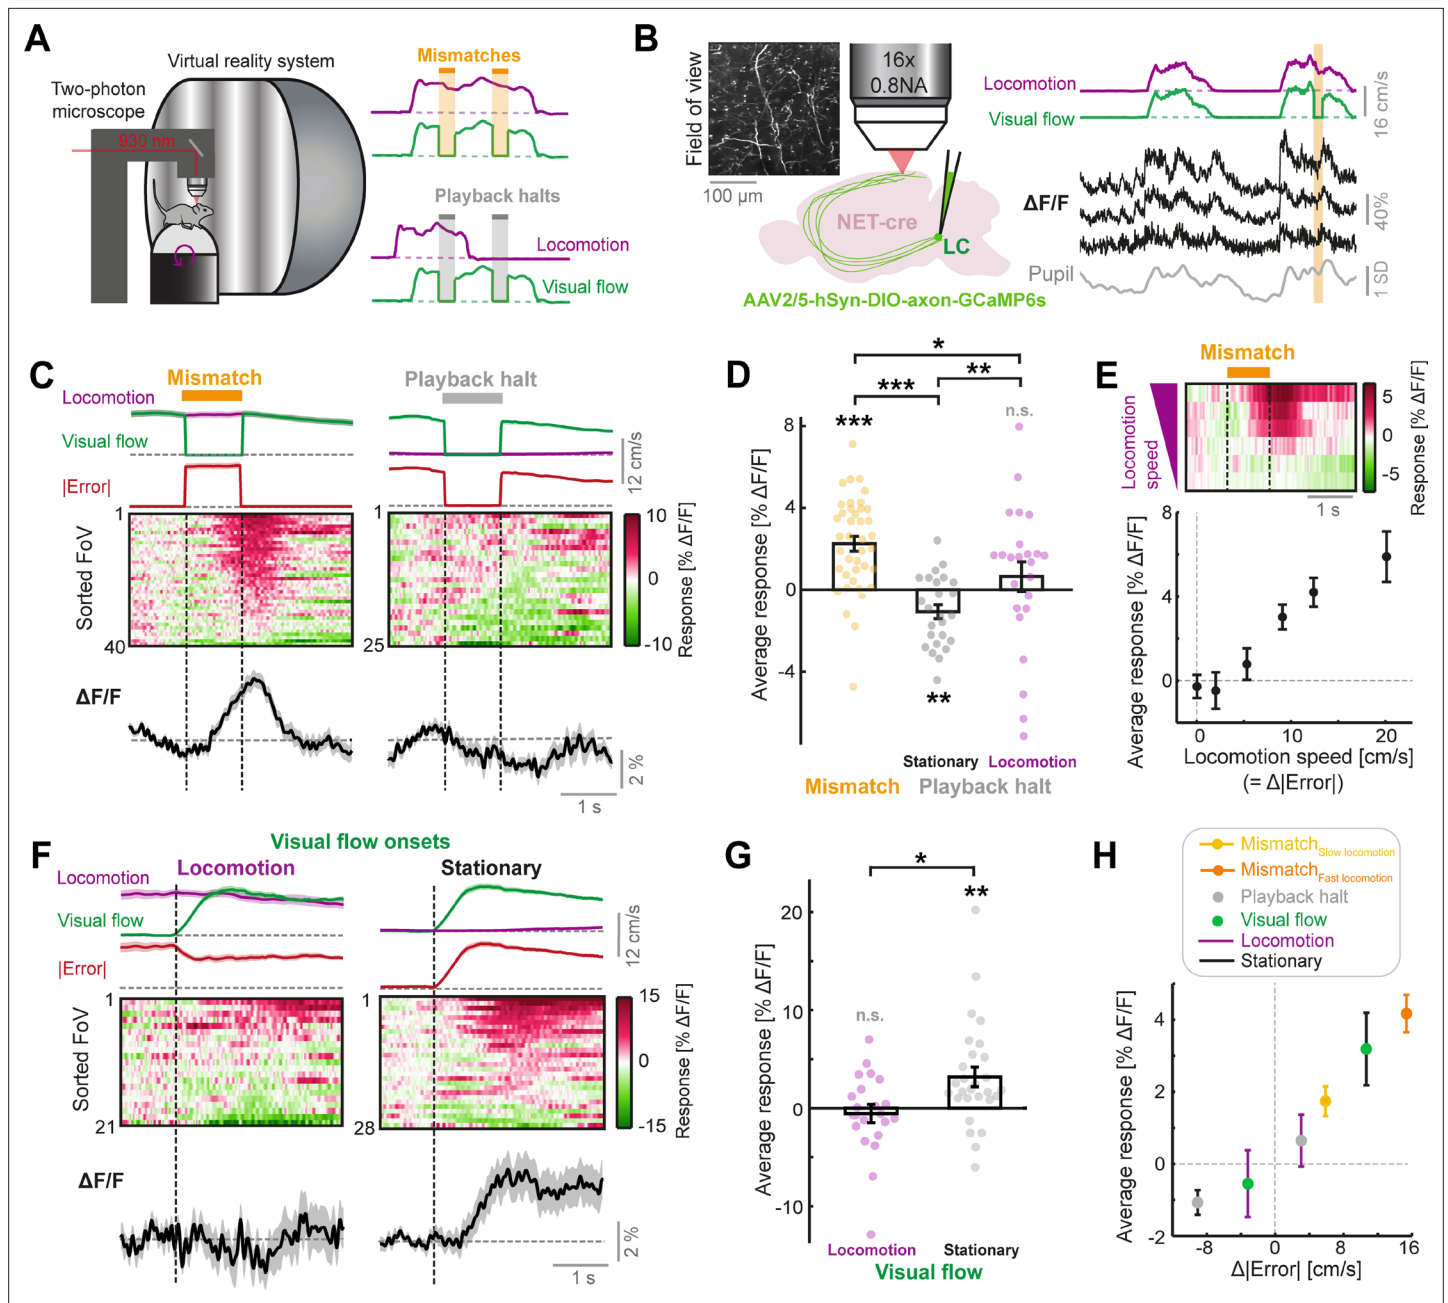 A
Virtual reality system
Two-photon
microscope
930 nm
Mismatches
Playback halts
Locomotion
Visual flow
B
Field of view
100 µm
16x
0.8NA
NET-cre
LC
AAV2/5-hSyn-DIO-axon-GCaMP6s
Locomotion
Visual flow
16 cm/s
ΔF/F
40%
Pupil
1 SD
C
Mismatch
Playback halt
Locomotion
Visual flow
12 cm/s
|Error|
1
1
Sorted FoV
40
25
10
0
-10
Response [% ΔF/F]
ΔF/F
2 %
1 s
D
*
***
**
***
n.s.
8
4
0
-4
Average response [% ΔF/F]
**
Stationary
Locomotion
Mismatch
Playback halt
E
Mismatch
Locomotion
speed
5
0
-5
Response [% ΔF/F]
1 s
8
4
0
Average response [% ΔF/F]
0
10
20
Locomotion speed [cm/s]
(= Δ|Error|)
F
Visual flow onsets
Locomotion
Stationary
Locomotion
Visual flow
12 cm/s
|Error|
1
1
Sorted FoV
21
28
15
0
-15
Response [% ΔF/F]
ΔF/F
2 %
1 s
G
*
**
n.s.
20
10
0
-10
Average response [% ΔF/F]
Locomotion
Stationary
Visual flow
H
Mismatch Slow locomotion
Mismatch Fast locomotion
Playback halt
Visual flow
Locomotion
Stationary
4
2
0
-2
Average response [% ΔF/F]
-8
0
8
16
Δ|Error| [cm/s]